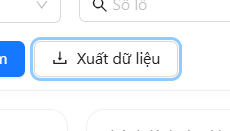 Số lô
Xuất dữ liệu